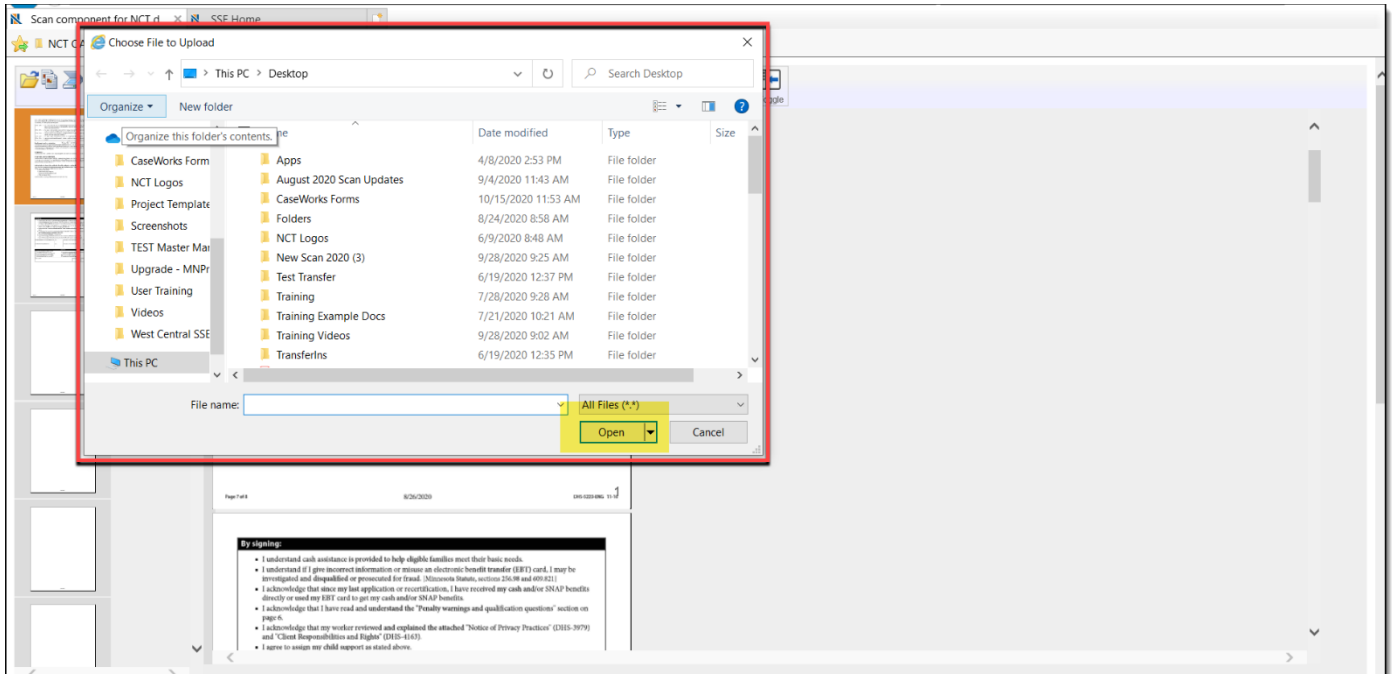 Scan component for NCT d
SSE Home
NCT
Choose File to Upload
This PC > Desktop
Search Desktop
Organize
New folder
oggle
Organize this folder's contents.
me
Date modified
Type
Size
CaseWorks Form
NCT Logos
Project Template
Screenshots
TEST Master Mar
Upgrade - MNPr
User Training
Videos
West Central SSE
This PC
Apps 4/8/2020 2:53 PM File folder
August 2020 Scan Updates 9/4/2020 11:43 AM File folder
CaseWorks Forms 10/15/2020 11:53 AM File folder
Folders 8/24/2020 8:58 AM File folder
NCT Logos 6/9/2020 8:48 AM File folder
New Scan 2020 (3) 9/28/2020 9:25 AM File folder
Test Transfer 6/19/2020 12:37 PM File folder
Training 7/28/2020 9:28 AM File folder
Training Example Docs 7/21/2020 10:21 AM File folder
Training Videos 9/28/2020 9:02 AM File folder
TransferIns 6/19/2020 12:35 PM File folder
File name:
All Files (*.*)
Open
Cancel
Page 7 of 8
8/26/2020
1
By signing:
• I understand cash assistance is provided to help eligible families meet their basic needs.
• I understand if I give incorrect information or misuse an electronic benefit transfer (EBT) card, I may be
investigated and disqualified or prosecuted for fraud. [Minnesota Statute, sections 256.98 and 609.821]
• I acknowledge that since my last application or recertification, I have received my cash and/or SNAP benefits
directly or used my EBT card to get my cash and/or SNAP benefits.
• I acknowledge that I have read and understand the "Penalty warnings and qualification questions" section on
page 6.
• I acknowledge that my worker reviewed and explained the attached "Notice of Privacy Practices" (DHS-3979)
and "Client Responsibilities and Rights" (DHS-4163).
• I agree to assign my child support as stated above.